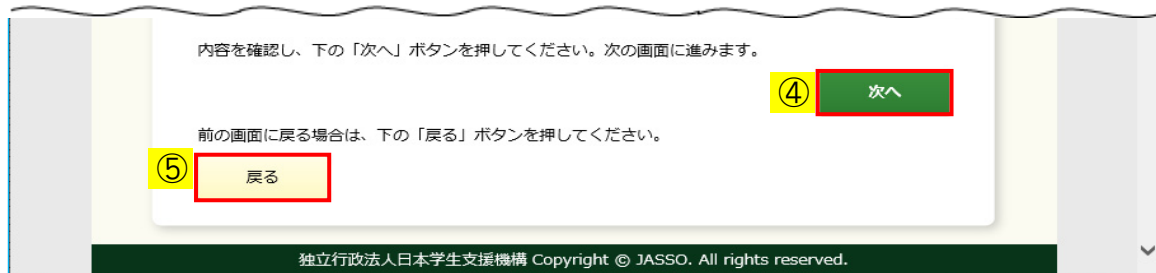 内容を確認し、下の「次へ」ボタンを押してください。次の画面に進みます。
④ 次へ
前の画面に戻る場合は、下の「戻る」ボタンを押してください。
⑤ 戻る
独立行政法人日本学生支援機構 Copyright © JASSO. All rights reserved.